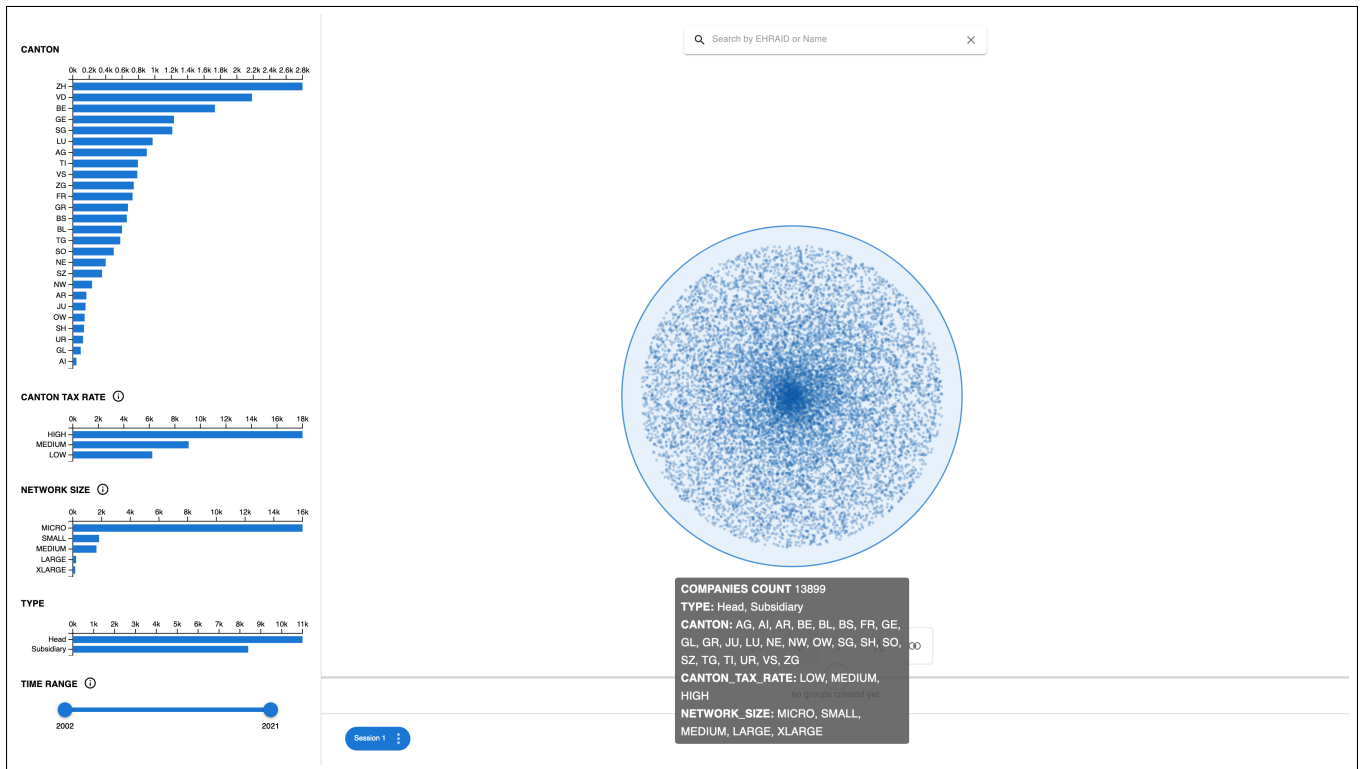 CANTON
0k 0.2k 0.4k 0.6k 0.8k 1k 1.2k 1.4k 1.6k 1.8k 2k 2.2k 2.4k 2.6k 2.8k
ZH
VD
BE
GE
SG
LU
AG
TI
VS
ZG
FR
GR
BS
BL
TG
SO
NE
SZ
NW
AR
JU
OW
SH
UR
GL
AI
CANTON TAX RATE
0k 2k 4k 6k 8k 10k 12k 14k 16k 18k
HIGH
MEDIUM
LOW
NETWORK SIZE
0k 2k 4k 6k 8k 10k 12k 14k 16k
MICRO
SMALL
MEDIUM
LARGE
XLARGE
TYPE
0k 1k 2k 3k 4k 5k 6k 7k 8k 9k 10k 11k
Head
Subsidiary
TIME RANGE
2002 2021
Search by EHRAID or Name
COMPANIES COUNT 13899
TYPE: Head, Subsidiary
CANTON: AG, AI, AR, BE, BL, BS, FR, GE,
GL, GR, JU, LU, NE, NW, OW, SG, SH, SO,
SZ, TG, TI, UR, VS, ZG
CANTON_TAX_RATE: LOW, MEDIUM,
HIGH
no groups created yet
NETWORK_SIZE: MICRO, SMALL,
MEDIUM, LARGE, XLARGE
Session 1